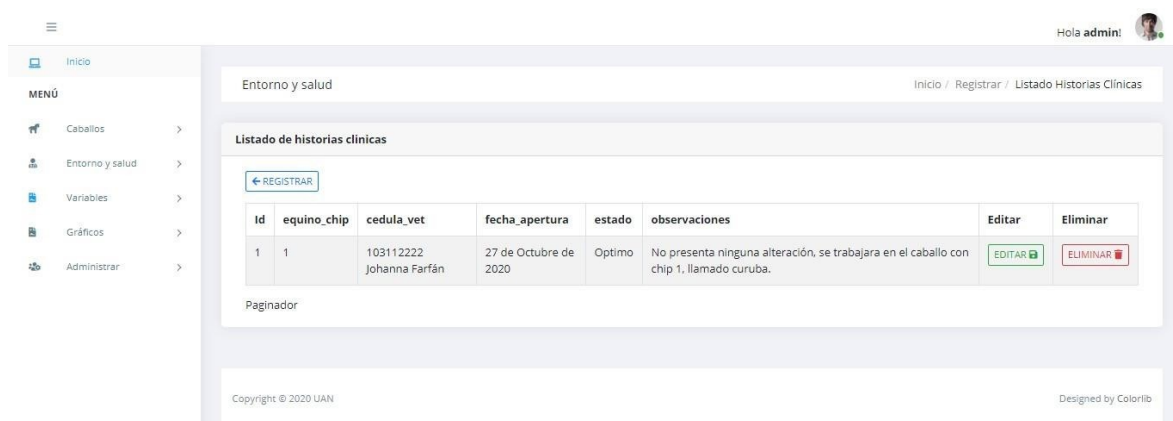 Hola admin!
Inicio
MENÚ
Caballos
Entorno y salud
Variables
Gráficos
Administrar
Entorno y salud
Inicio / Registrar / Listado Historias Clínicas
Listado de historias clinicas
REGISTRAR
Id equino_chip cedula_vet fecha_apertura estado observaciones Editar Eliminar
1 1 103112222 27 de Octubre de Optimo No presenta ninguna alteración, se trabajara en el caballo con EDITAR ELIMINAR
Johanna Farfán 2020 chip 1, llamado curuba.
Paginador
Copyright © 2020 UAN
Designed by Colorlib